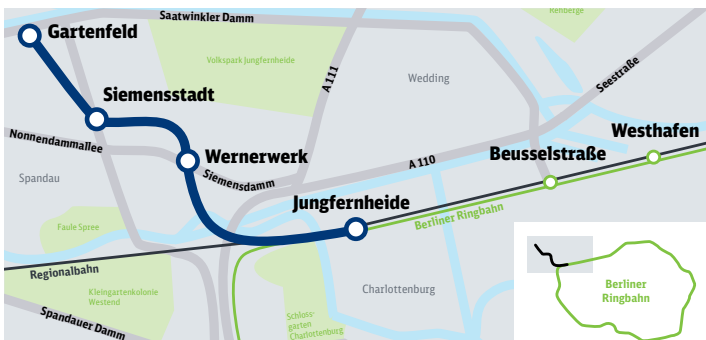 Saatwinkler Damm
Rehberge
Gartenfeld
Volkspark Jungfernheide
A 111
Wedding
Seestraße
Siemensstadt
Nonnendammallee
Westhafen
Wernerwerk
A 110
Beusselstraße
Spandau
Siemensdamm
Jungfernheide
Berliner Ringbahn
Faule Spree
Regionalbahn
Kleingartenkolonie
Westend
Charlottenburg
Schloss-
gärten
Charlottenburg
Spandauer Damm
Berliner
Ringbahn